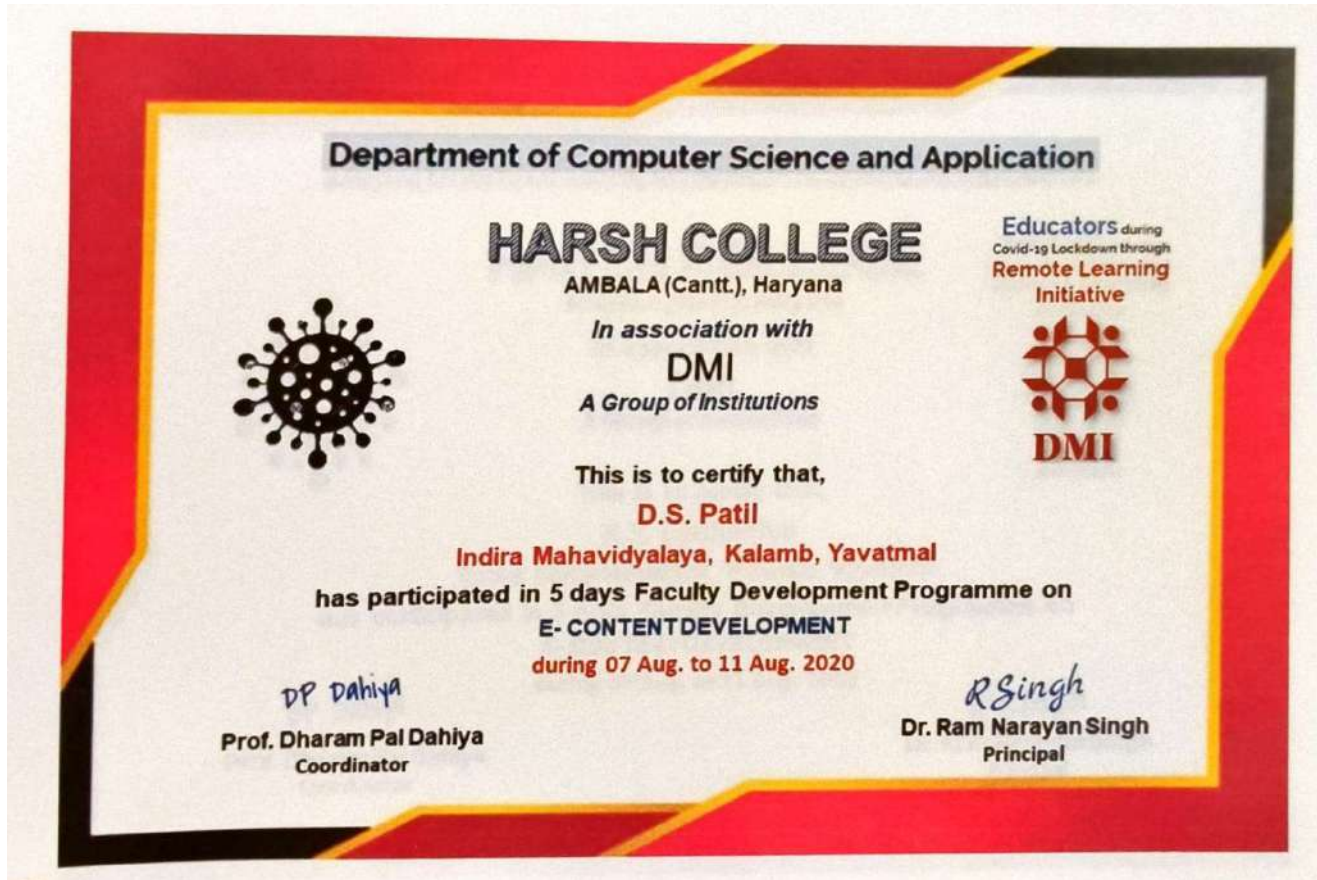 Department of Computer Science and Application
HARSH COLLEGE
AMBALA (Cantt.), Haryana
In association with
DMI
A Group of Institutions
Educators during
Covid-19 Lockdown through
Remote Learning
Initiative
DMI
This is to certify that,
D.S. Patil
Indira Mahavidyalaya, Kalamb, Yavatmal
has participated in 5 days Faculty Development Programme on
E- CONTENT DEVELOPMENT
during 07 Aug. to 11 Aug. 2020
DP Dahiya
Prof. Dharam Pal Dahiya
Coordinator
R Singh
Dr. Ram Narayan Singh
Principal